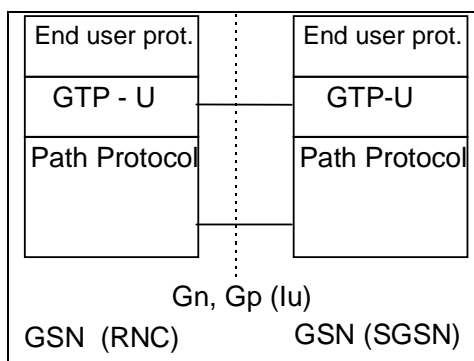 End user prot.
End user prot.
GTP - U
GTP-U
Path Protocol
Path Protocol
Gn, Gp (Iu)
GSN (RNC)
GSN (SGSN)